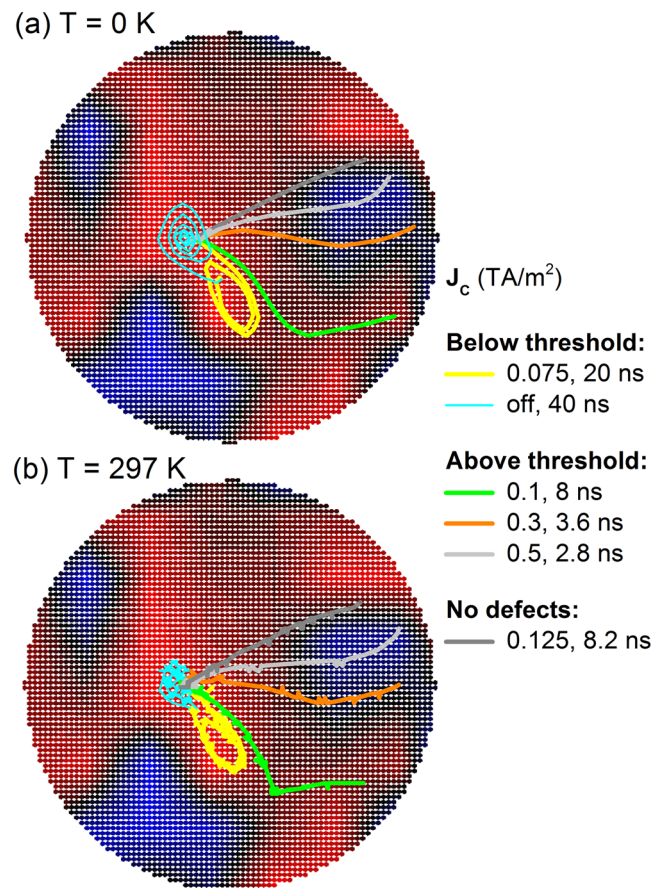 (a) T = 0 K
J_c (TA/m²)
Below threshold:
0.075, 20 ns
off, 40 ns
(b) T = 297 K
Above threshold:
0.1, 8 ns
0.3, 3.6 ns
0.5, 2.8 ns
No defects:
0.125, 8.2 ns